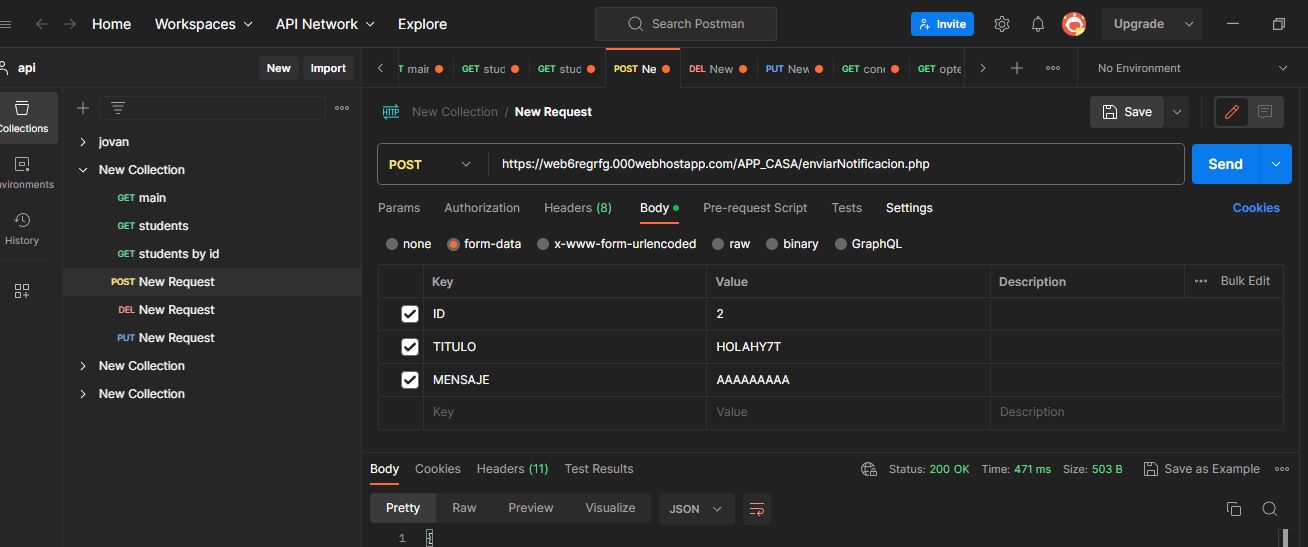 Home Workspaces API Network Explore Search Postman Invite Upgrade
api New Import
main stud stud POST Ne DEL New PUT New GET con GET opte No Environment
New Collection / New Request Save
Collections
Environments
History
jovan
New Collection
GET main
GET students
GET students by id
POST New Request
DEL New Request
PUT New Request
New Collection
New Collection
POST https://web6regrfg.000webhostapp.com/APP_CASA/enviarNotificacion.php Send
Params Authorization Headers (8) Body Pre-request Script Tests Settings Cookies
none form-data x-www-form-urlencoded raw binary GraphQL
Key Value Description Bulk Edit
ID 2
TITULO HOLAHY7T
MENSAJE AAAAAAAAA
Key Value Description
Body Cookies Headers (11) Test Results Status: 200 OK Time: 471 ms Size: 503 B Save as Example
Pretty Raw Preview Visualize JSON
1 {